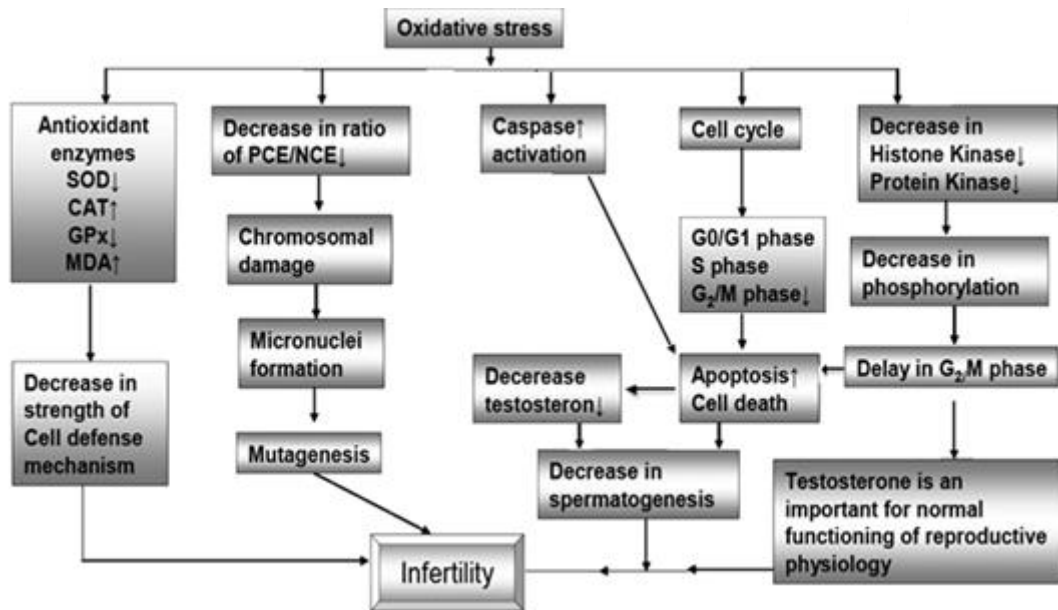 Oxidative stress
Antioxidant
enzymes
SOD↓
CAT↑
GPx↓
MDA↑
Decrease in ratio
of PCE/NCE↓
Caspase↑
activation
Cell cycle
Decrease in
Histone Kinase↓
Protein Kinase↓
Chromosomal
damage
G0/G1 phase
S phase
G₂/M phase↓
Decrease in
phosphorylation
Micronuclei
formation
Decrease in
strength of
Cell defense
mechanism
Decerease
testosteron↓
Apoptosis↑
Cell death
Delay in G₂,M phase
Mutagenesis
Decrease in
spermatogenesis
Testosterone is an
important for normal
functioning of reproductive
physiology
Infertility